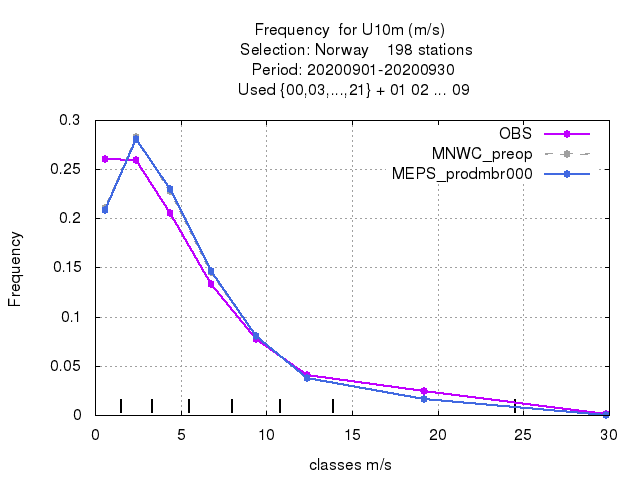 Frequency  for U10m (m/s)
Selection: Norway    198 stations
Period: 20200901-20200930
Used {00,03,...,21} + 01 02 ... 09
OBS
MNWC_preop
MEPS_prodmbr000
Frequency
0.3
0.25
0.2
0.15
0.1
0.05
0
0 5 10 15 20 25 30
classes m/s